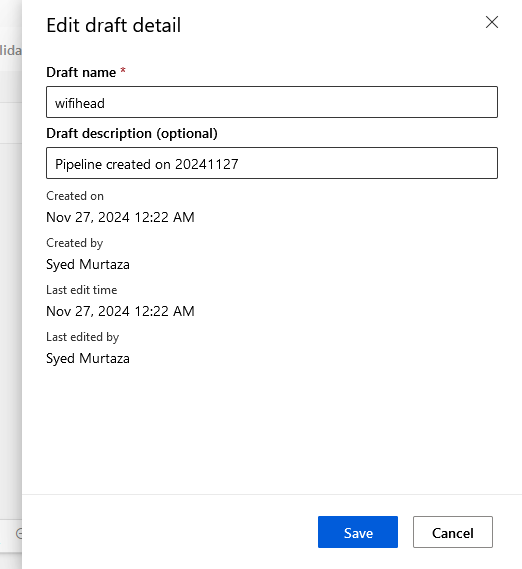 Edit draft detail
lida
Draft name *
wifihead
Draft description (optional)
Pipeline created on 20241127
Created on
Nov 27, 2024 12:22 AM
Created by
Syed Murtaza
Last edit time
Nov 27, 2024 12:22 AM
Last edited by
Syed Murtaza
Save
Cancel